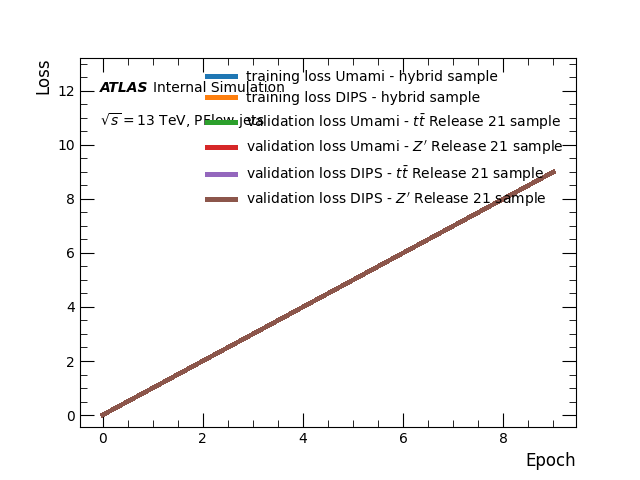 Loss
ATLAS Internal Simulation
√s = 13 TeV, PFlow jets
training loss Umami - hybrid sample
training loss DIPS - hybrid sample
validation loss Umami - tt̄ Release 21 sample
validation loss Umami - Z′ Release 21 sample
validation loss DIPS - tt̄ Release 21 sample
validation loss DIPS - Z′ Release 21 sample
12
10
8
6
4
2
0
0 2 4 6 8
Epoch